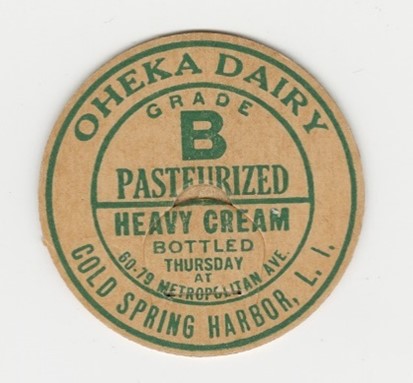 OHEKA DAIRY
GRADE
B
PASTEURIZED
HEAVY CREAM
BOTTLED
THURSDAY
AT
60-79 METROPOLITAN AVE.
COLD SPRING HARBOR, L. I.